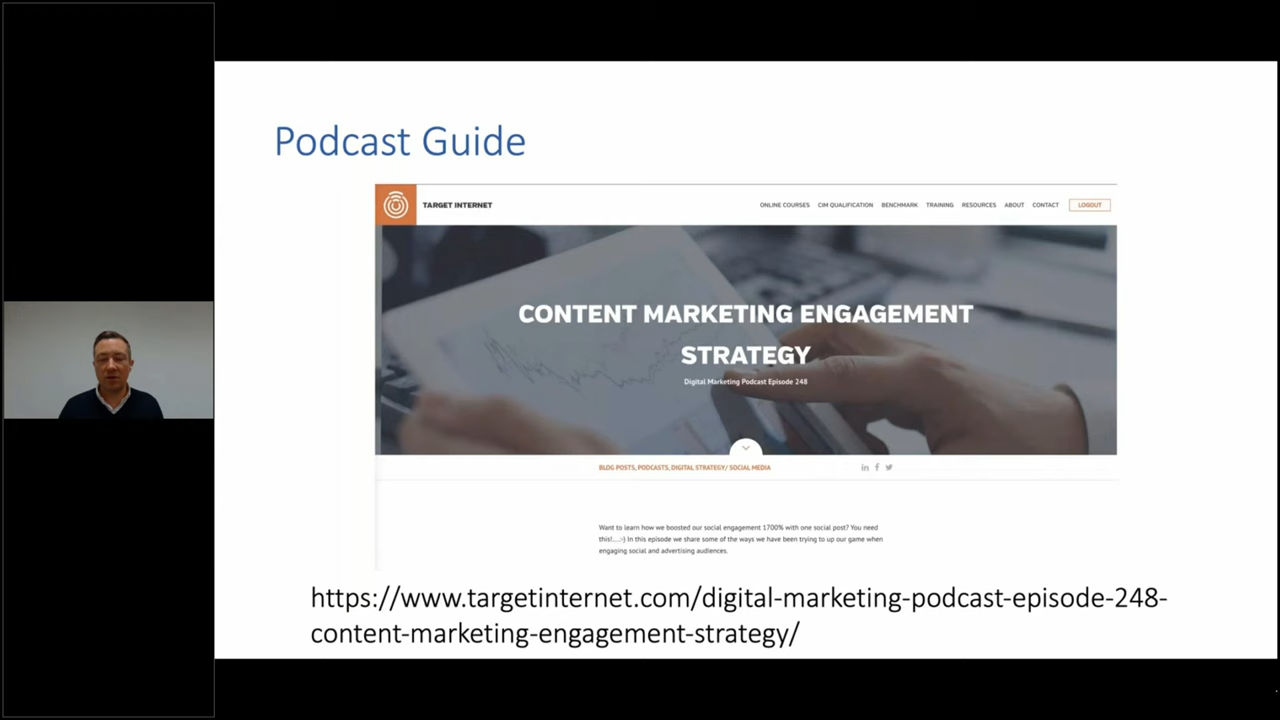 Podcast Guide
TARGET INTERNET
ONLINE COURSES CIM QUALIFICATION BENCHMARK TRAINING RESOURCES ABOUT CONTACT LOGOUT
CONTENT MARKETING ENGAGEMENT
STRATEGY
Digital Marketing Podcast Episode 248
BLOG POSTS, PODCASTS, DIGITAL STRATEGY/ SOCIAL MEDIA
Want to learn how we boosted our social engagement 1700% with one social post? You need
this!....:-) In this episode we share some of the ways we have been trying to up our game when
engaging social and advertising audiences.
https://www.targetinternet.com/digital-marketing-podcast-episode-248-
content-marketing-engagement-strategy/